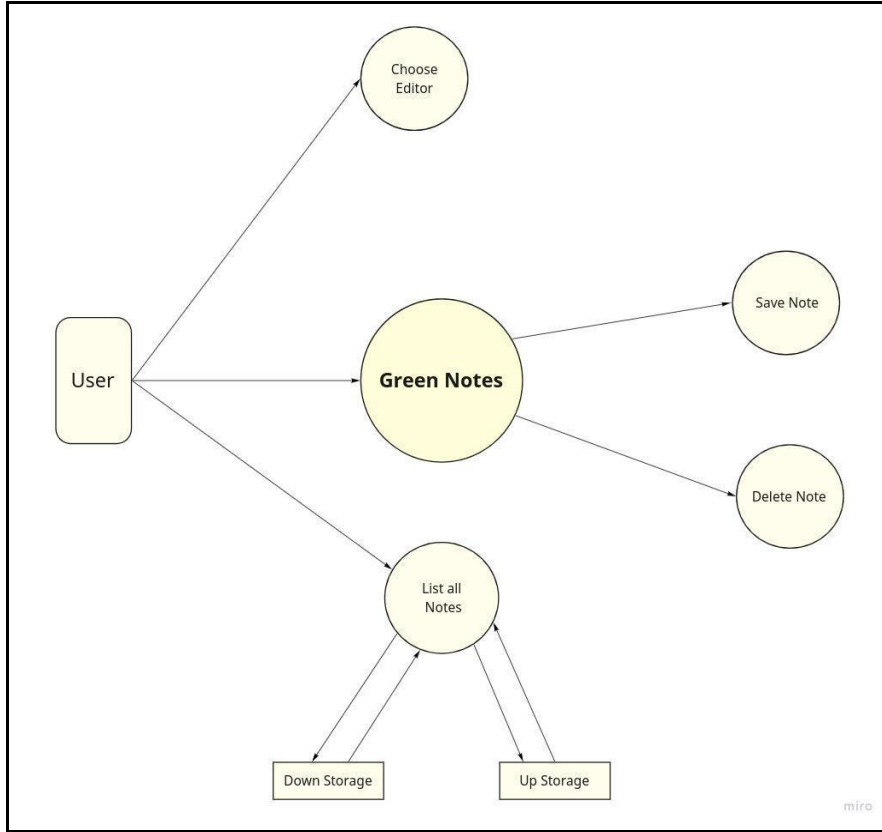 Choose
Editor
Save Note
User
Green Notes
Delete Note
List all
Notes
Down Storage
Up Storage
miro